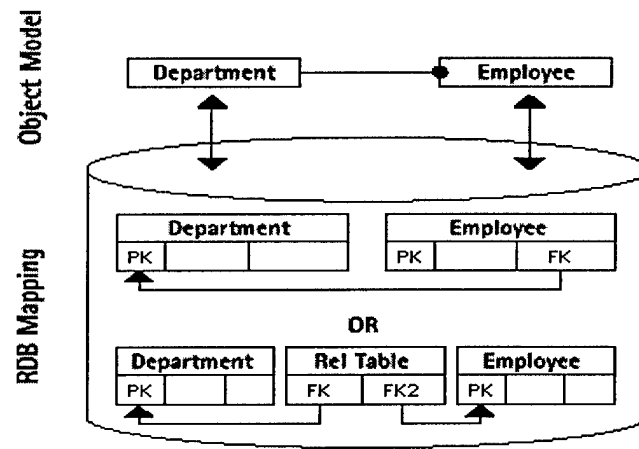 Object Model
Department Employee
RDB Mapping
Department Employee
PK PK FK
OR
Department Rel Table Employee
PK FK FK2 PK